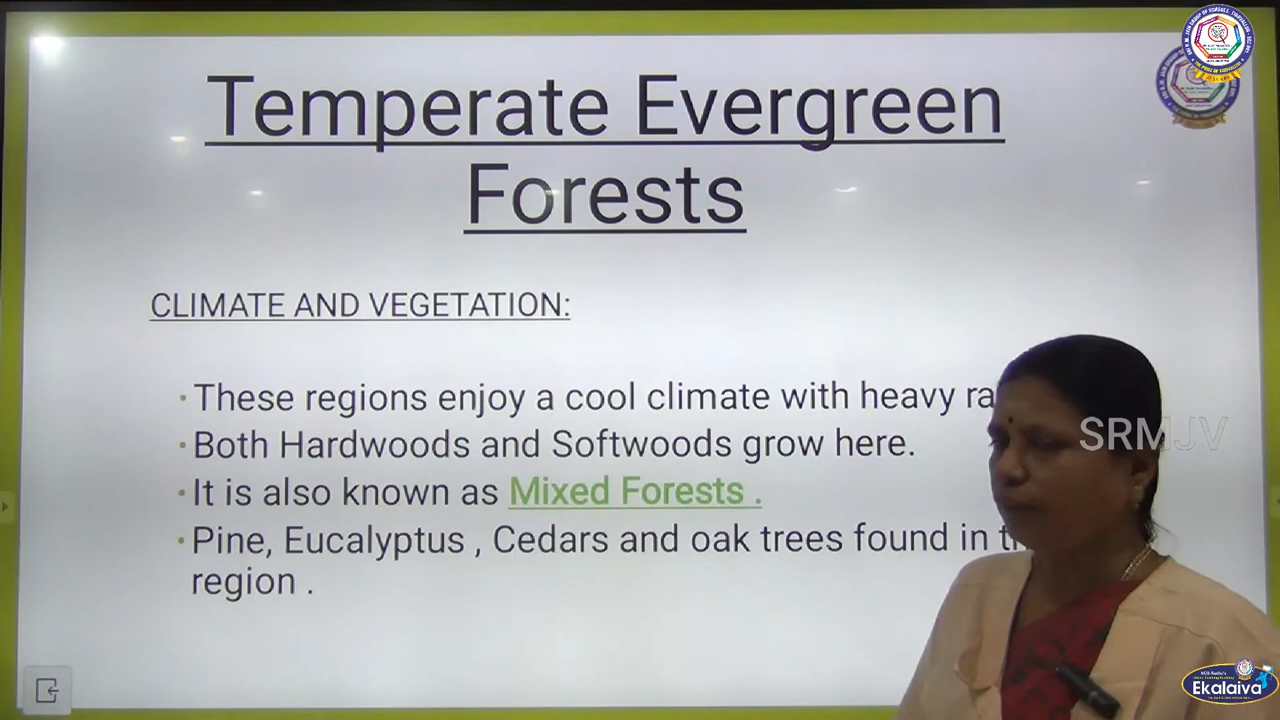 Temperate Evergreen
Forests
CLIMATE AND VEGETATION:
These regions enjoy a cool climate with heavy
Both Hardwoods and Softwoods grow here.
It is also known as Mixed Forests .
Pine, Eucalyptus , Cedars and oak trees found in
region .
SRMJV
Ekalaiva